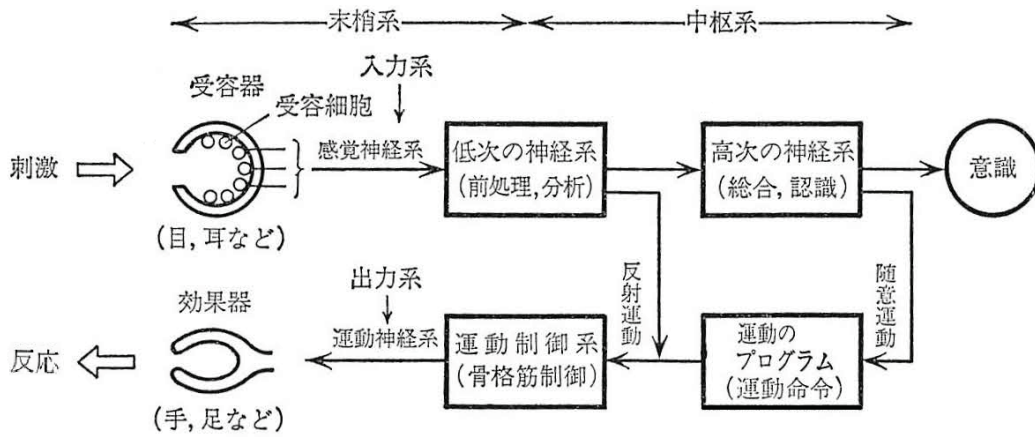 末梢系
中枢系
入力系
受容器
受容細胞
刺激
感覚神経系
低次の神経系
(前処理,分析)
高次の神経系
(総合,認識)
意識
(目,耳など)
出力系
効果器
反射運動
随意運動
反応
運動神経系
運動制御系
(骨格筋制御)
運動の
プログラム
(運動命令)
(手,足など)